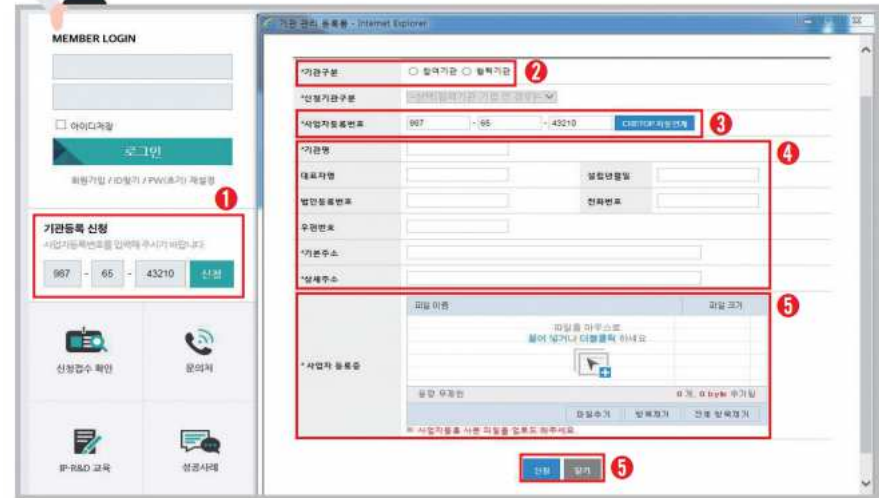 MEMBER LOGIN
아이디저장
로그인
회원가입 / ID찾기 / PW(초기) 재설정
1
기관등록 신청
사업자등록번호를 입력해 주시기 바랍니다.
987 - 65 - 43210 신청
신청접수 확인
문의처
IP-R&D 교육
성공사례
기관 관리 등록폼 - Internet Explorer
*기관구분 ○ 참여기관 ○ 협력기관 2
*신청기관구분
*사업자등록번호 987 - 65 - 43210 3
*기관명 4
대표자명 설립년월일
법인등록번호 전화번호
우편번호
*기본주소
*상세주소
파일 이름 파일 크기 5
파일을 마우스로
끌어 넣거나 더블클릭 하세요
*사업자 등록증
용량 무제한 0 개, 0 byte 추가됨
파일추가 항목제거 전체 항목제거
※ 사업자등록 사본 파일을 업로드 해주세요.
신청 닫기 5